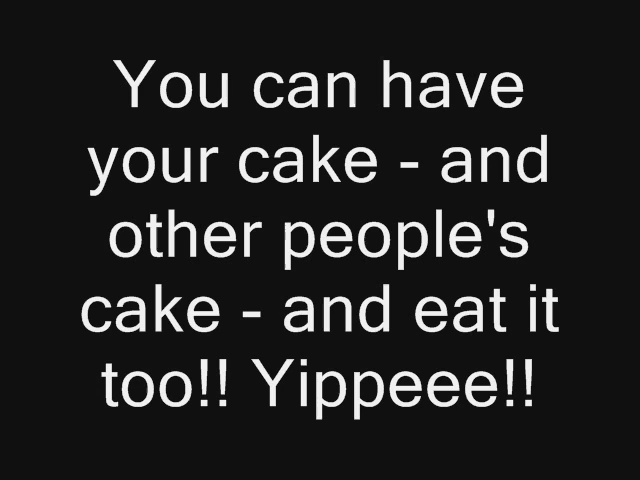 You can have
your cake - and
other people's
cake - and eat it
too!! Yippeee!!